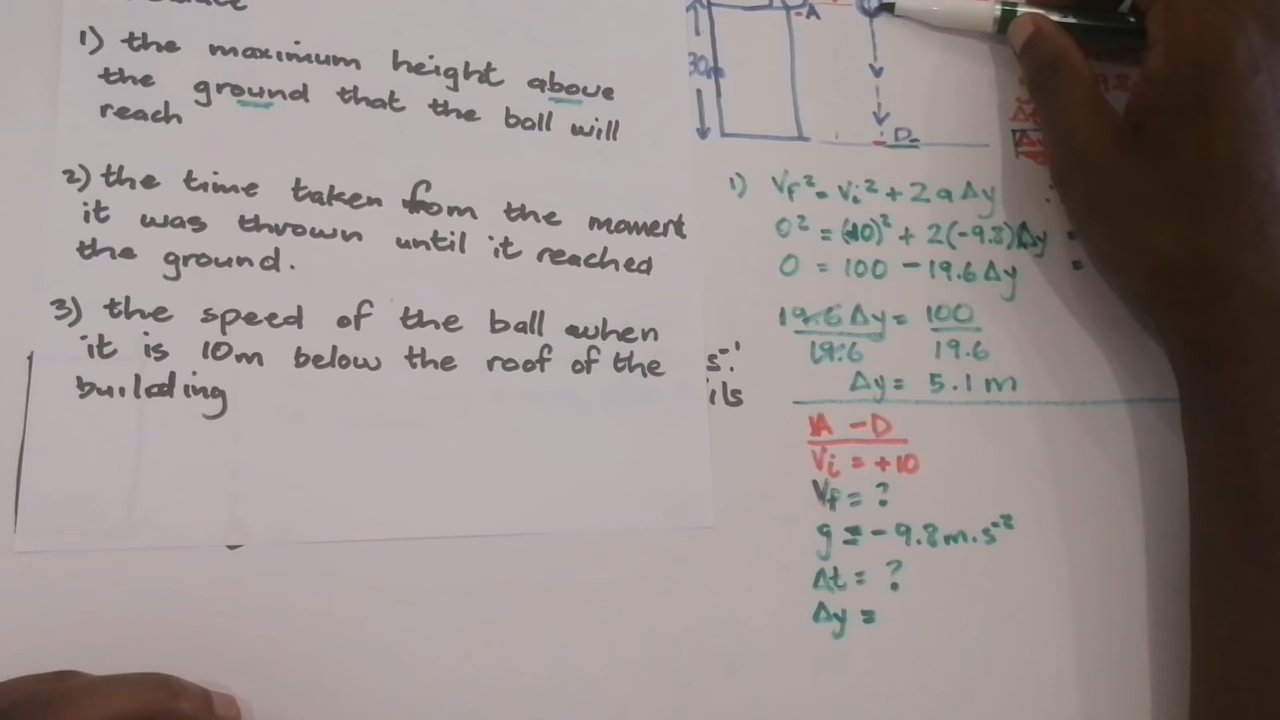 1) the maximum height above
the ground that the ball will
reach
2) the time taken from the moment
it was thrown until it reached
the ground.
3) the speed of the ball when
it is 10m below the roof of the
building
s⁻¹.
ils
-A
30m
D
1) Vf² = Vi² + 2aΔy
0² = (10)² + 2(-9.8)Δy =
0 = 100 - 19.6Δy =
19.6Δy = 100
19.6 19.6
Δy = 5.1m
A - D
Vi = +10
Vf = ?
g = -9.8m.s⁻²
Δt = ?
Δy =